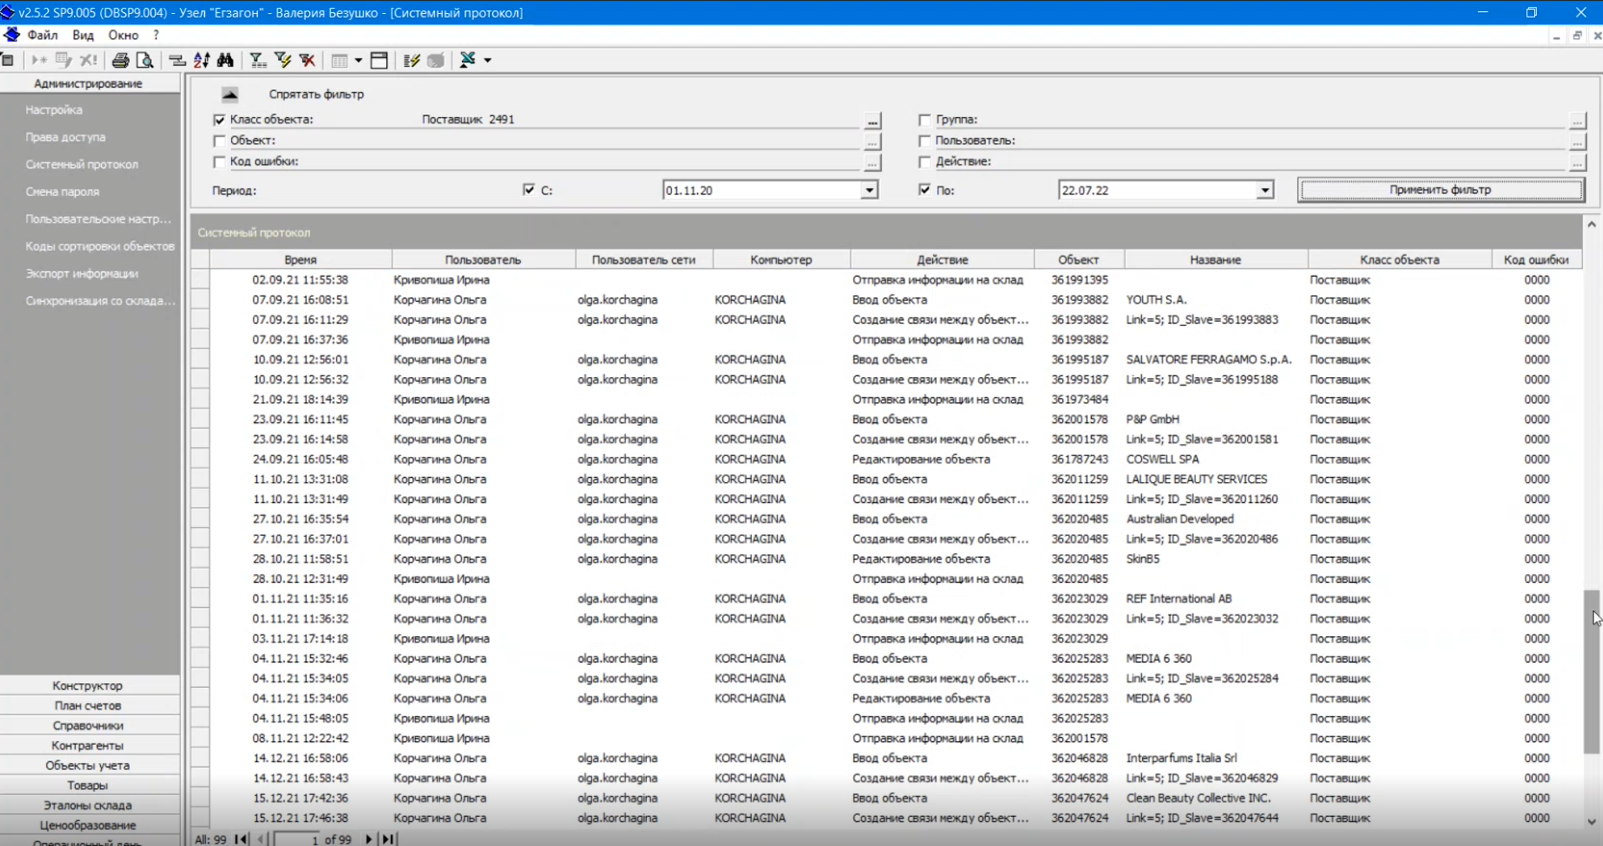 v2.5.2 SP9.005 (DBSP9.004) - Узел "Erзагон" - Валерия Безушко - [Системный протокол]
Файл Вид Окно ?
Администрирование
Настройка
Права доступа
Системный протокол
Смена пароля
Пользовательские настр...
Коды сортировки объектов
Экспорт информации
Синхронизация со склада...
Конструктор
План счетов
Справочники
Контрагенты
Объекты учета
Товары
Эталоны склада
Ценообразование
Операционный день
Спрятать фильтр
Класс объекта: Поставщик 2491 ... Группа: ...
Объект: ... Пользователь: ...
Код ошибки: ... Действие: ...
Период: С: 01.11.20 По: 22.07.22 Применить фильтр
Системный протокол
Время Пользователь Пользователь сети Компьютер Действие Объект Название Класс объекта Код ошибки
02.09.21 11:55:38 Кривопиша Ирина Отправка информации на склад 361991395 Поставщик 0000
07.09.21 16:08:51 Корчагина Ольга olga.korchagina KORCHAGINA Ввод объекта 361993882 YOUTH S.A. Поставщик 0000
07.09.21 16:11:29 Корчагина Ольга olga.korchagina KORCHAGINA Создание связи между объект... 361993882 Link=5; ID_Slave=361993883 Поставщик 0000
07.09.21 16:37:36 Кривопиша Ирина Отправка информации на склад 361993882 Поставщик 0000
10.09.21 12:56:01 Корчагина Ольга olga.korchagina KORCHAGINA Ввод объекта 361995187 SALVATORE FERRAGAMO S.p.A. Поставщик 0000
10.09.21 12:56:32 Корчагина Ольга olga.korchagina KORCHAGINA Создание связи между объект... 361995187 Link=5; ID_Slave=361995188 Поставщик 0000
21.09.21 18:14:39 Кривопиша Ирина Отправка информации на склад 361973484 Поставщик 0000
23.09.21 16:11:45 Корчагина Ольга olga.korchagina KORCHAGINA Ввод объекта 362001578 P&P GmbH Поставщик 0000
23.09.21 16:14:58 Корчагина Ольга olga.korchagina KORCHAGINA Создание связи между объект... 362001578 Link=5; ID_Slave=362001581 Поставщик 0000
24.09.21 16:05:48 Корчагина Ольга olga.korchagina KORCHAGINA Редактирование объекта 361787243 COSWELL SPA Поставщик 0000
11.10.21 13:31:08 Корчагина Ольга olga.korchagina KORCHAGINA Ввод объекта 362011259 LALIQUE BEAUTY SERVICES Поставщик 0000
11.10.21 13:31:49 Корчагина Ольга olga.korchagina KORCHAGINA Создание связи между объект... 362011259 Link=5; ID_Slave=362011260 Поставщик 0000
27.10.21 16:35:54 Корчагина Ольга olga.korchagina KORCHAGINA Ввод объекта 362020485 Australian Developed Поставщик 0000
27.10.21 16:37:01 Корчагина Ольга olga.korchagina KORCHAGINA Создание связи между объект... 362020485 Link=5; ID_Slave=362020486 Поставщик 0000
28.10.21 11:58:51 Корчагина Ольга olga.korchagina KORCHAGINA Редактирование объекта 362020485 SkinB5 Поставщик 0000
28.10.21 12:31:49 Кривопиша Ирина Отправка информации на склад 362020485 Поставщик 0000
01.11.21 11:35:16 Корчагина Ольга olga.korchagina KORCHAGINA Ввод объекта 362023029 REF International AB Поставщик 0000
01.11.21 11:36:32 Корчагина Ольга olga.korchagina KORCHAGINA Создание связи между объект... 362023029 Link=5; ID_Slave=362023032 Поставщик 0000
03.11.21 17:14:18 Кривопиша Ирина Отправка информации на склад 362023029 Поставщик 0000
04.11.21 15:32:46 Корчагина Ольга olga.korchagina KORCHAGINA Ввод объекта 362025283 MEDIA 6 360 Поставщик 0000
04.11.21 15:34:05 Корчагина Ольга olga.korchagina KORCHAGINA Создание связи между объект... 362025283 Link=5; ID_Slave=362025284 Поставщик 0000
04.11.21 15:34:06 Корчагина Ольга olga.korchagina KORCHAGINA Редактирование объекта 362025283 MEDIA 6 360 Поставщик 0000
04.11.21 15:48:05 Кривопиша Ирина Отправка информации на склад 362025283 Поставщик 0000
08.11.21 12:22:42 Кривопиша Ирина Отправка информации на склад 362001578 Поставщик 0000
14.12.21 16:58:06 Корчагина Ольга olga.korchagina KORCHAGINA Ввод объекта 362046828 Interparfums Italia Srl Поставщик 0000
14.12.21 16:58:43 Корчагина Ольга olga.korchagina KORCHAGINA Создание связи между объект... 362046828 Link=5; ID_Slave=362046829 Поставщик 0000
15.12.21 17:42:36 Корчагина Ольга olga.korchagina KORCHAGINA Ввод объекта 362047624 Clean Beauty Collective INC. Поставщик 0000
15.12.21 17:46:38 Корчагина Ольга olga.korchagina KORCHAGINA Создание связи между объект... 362047624 Link=5; ID_Slave=362047644 Поставщик 0000
All: 99 1 of 99